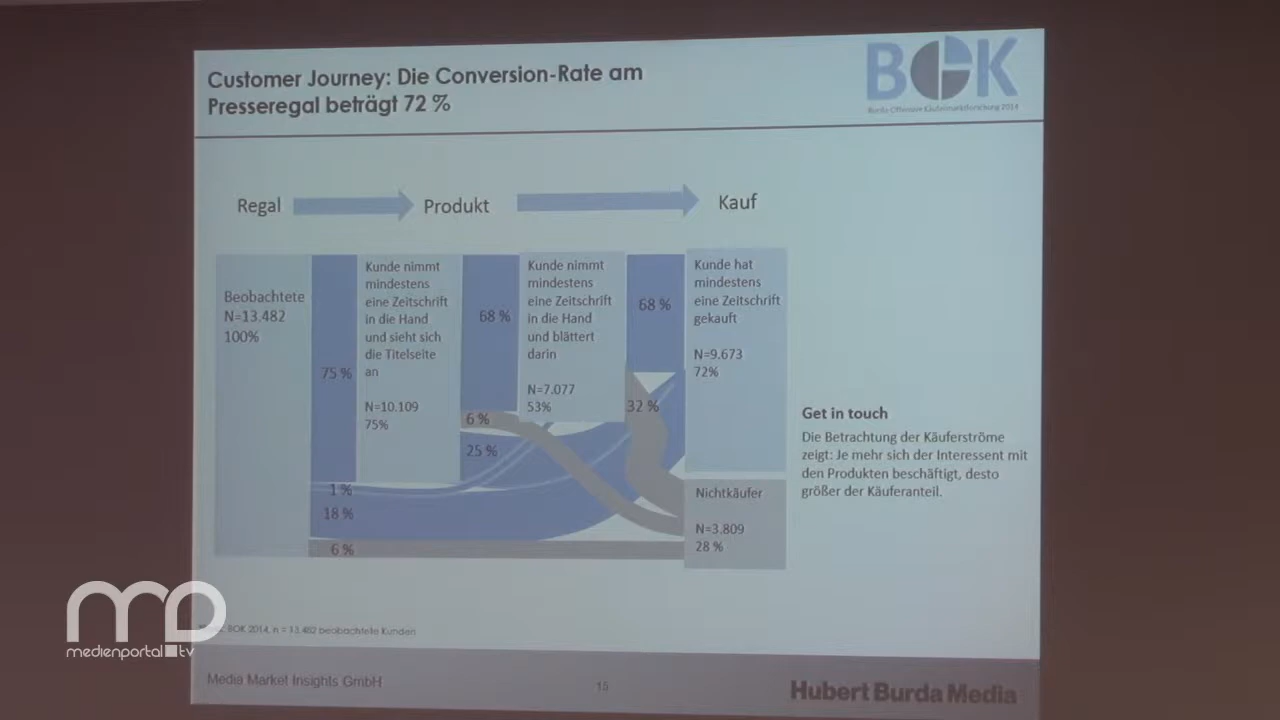 Customer Journey: Die Conversion-Rate am
Presseregal beträgt 72 %
BOK
Burda Offensive Käufermarktforschung 2014
Regal
Produkt
Kauf
Beobachtete
N=13.482
100%
75 %
1 %
18 %
6 %
Kunde nimmt
mindestens
eine Zeitschrift
in die Hand
und sieht sich
die Titelseite
an
N=10.109
75%
68 %
6 %
25 %
Kunde nimmt
mindestens
eine Zeitschrift
in die Hand
und blättert
darin
N=7.077
53%
68 %
32 %
Kunde hat
mindestens
eine Zeitschrift
gekauft
N=9.673
72%
Nichtkäufer
N=3.809
28 %
Get in touch
Die Betrachtung der Käuferströme
zeigt: Je mehr sich der Interessent mit
den Produkten beschäftigt, desto
größer der Käuferanteil.
BOK 2014, n = 13.482 beobachtete Kunden
medienportal.tv
Media Market Insights GmbH
15
Hubert Burda Media